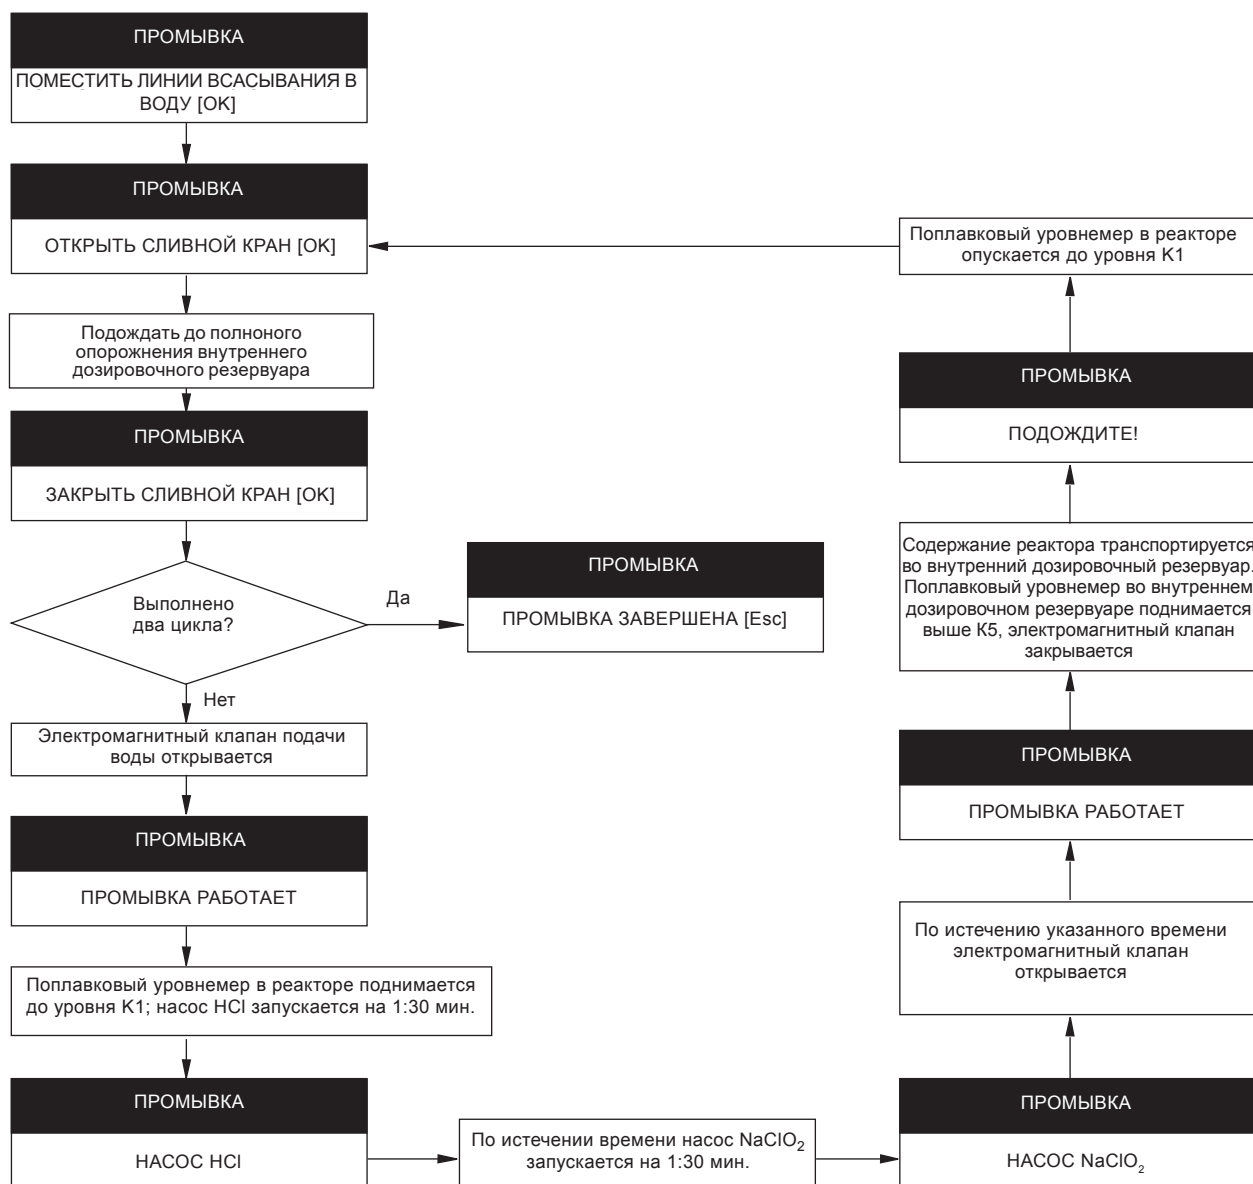 ПРОМЫВКА
ПОМЕСТИТЬ ЛИНИИ ВСАСЫВАНИЯ В
ВОДУ [OK]
ПРОМЫВКА
ОТКРЫТЬ СЛИВНОЙ КРАН [OK]
Подождать до полноного
опорожнения внутреннего
дозировочного резервуара
ПРОМЫВКА
ЗАКРЫТЬ СЛИВНОЙ КРАН [OK]
Выполнено
два цикла?
Да
ПРОМЫВКА
ПРОМЫВКА ЗАВЕРШЕНА [Esc]
Нет
Электромагнитный клапан подачи
воды открывается
ПРОМЫВКА
ПРОМЫВКА РАБОТАЕТ
Поплавковый уровнемер в реакторе поднимается
до уровня K1; насос HCl запускается на 1:30 мин.
ПРОМЫВКА
НАСОС HCl
По истечении времени насос NaClO₂
запускается на 1:30 мин.
ПРОМЫВКА
НАСОС NaClO₂
По истечению указанного времени
электромагнитный клапан
открывается
ПРОМЫВКА
ПРОМЫВКА РАБОТАЕТ
Содержание реактора транспортируется
во внутренний дозировочный резервуар.
Поплавковый уровнемер во внутреннем
дозировочном резервуаре поднимается
выше K5, электромагнитный клапан
закрывается
ПРОМЫВКА
ПОДОЖДИТЕ!
Поплавковый уровнемер в реакторе
опускается до уровня K1